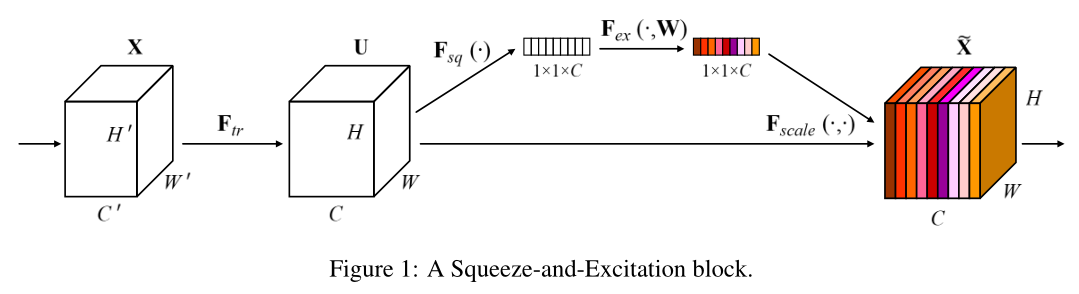 X
U
F_sq (·)
F_ex (·,W)
1×1×C
1×1×C
X̃
H′
W′
C′
F_tr
H
W
C
F_scale (·,·)
H
W
C
Figure 1: A Squeeze-and-Excitation block.